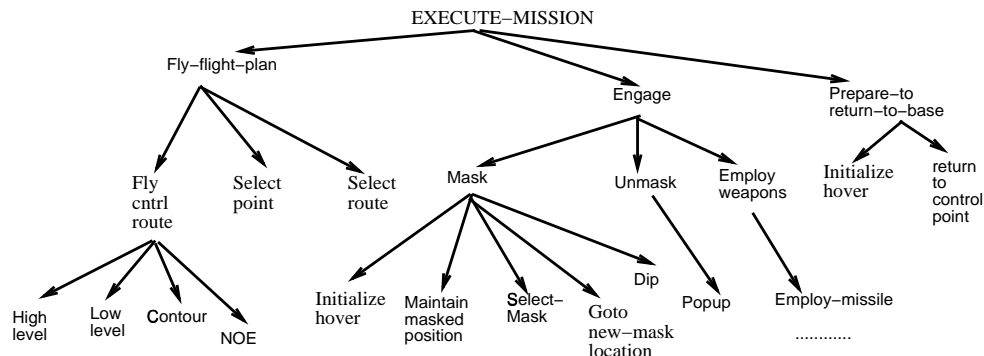 EXECUTE−MISSION
Fly−flight−plan
Engage
Prepare−to
return−to−base
Fly
cntrl
route
Select
point
Select
route
Mask
Unmask
Employ
weapons
Initialize
hover
return
to
control
point
High
level
Low
level
Contour
NOE
Initialize
hover
Maintain
masked
position
Select−
Mask
Goto
new−mask
location
Dip
Popup
Employ−missile
............